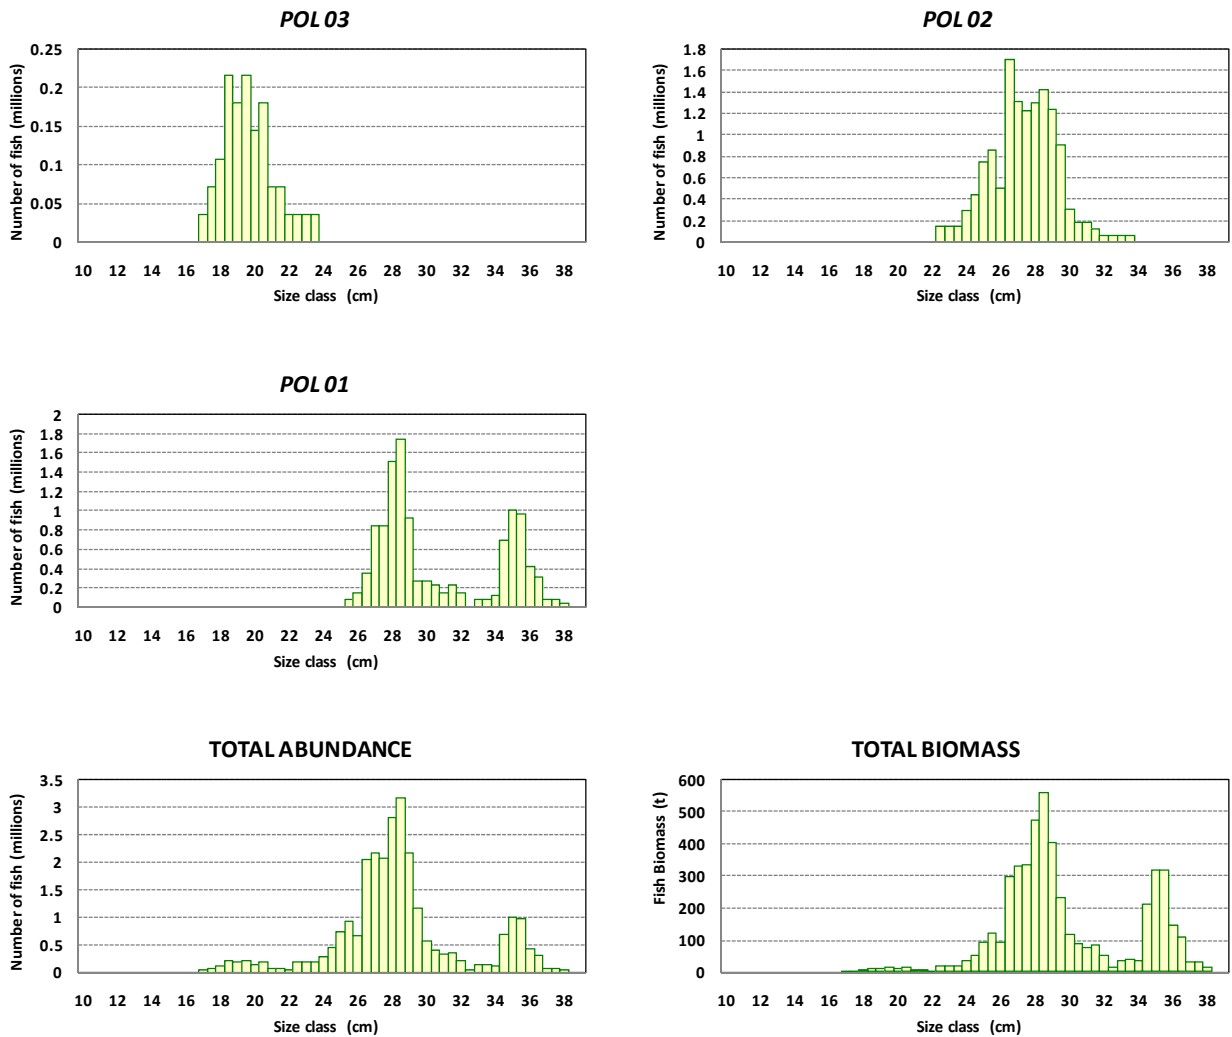 POL 03
0.25
0.2
0.15
0.1
0.05
0
Number of fish (millions)
10 12 14 16 18 20 22 24 26 28 30 32 34 36 38
Size class (cm)
POL 02
1.8
1.6
1.4
1.2
1
0.8
0.6
0.4
0.2
0
Number of fish (millions)
10 12 14 16 18 20 22 24 26 28 30 32 34 36 38
Size class (cm)
POL 01
2
1.8
1.6
1.4
1.2
1
0.8
0.6
0.4
0.2
0
Number of fish (millions)
10 12 14 16 18 20 22 24 26 28 30 32 34 36 38
Size class (cm)
TOTAL ABUNDANCE
3.5
3
2.5
2
1.5
1
0.5
0
Number of fish (millions)
10 12 14 16 18 20 22 24 26 28 30 32 34 36 38
Size class (cm)
TOTAL BIOMASS
600
500
400
300
200
100
0
Fish Biomass (t)
10 12 14 16 18 20 22 24 26 28 30 32 34 36 38
Size class (cm)